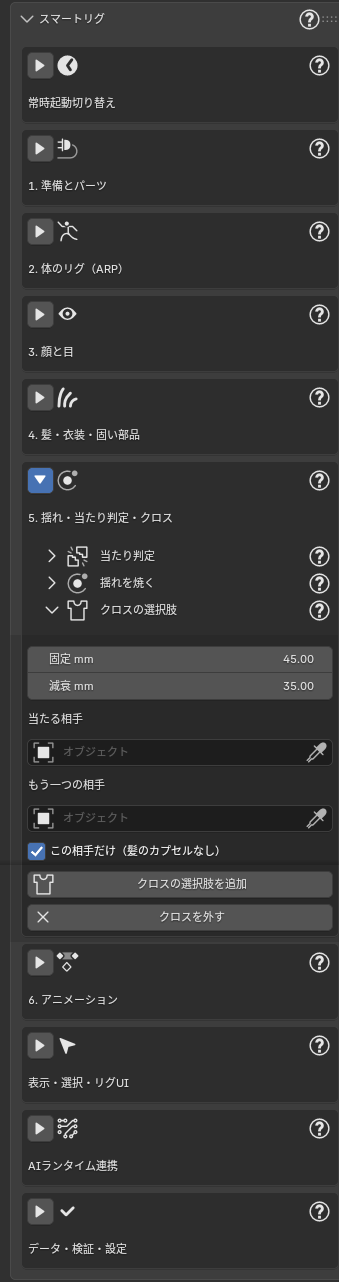 スマートリグ
常時起動切り替え
1. 準備とパーツ
2. 体のリグ（ARP）
3. 顔と目
4. 髪・衣装・固い部品
5. 揺れ・当たり判定・クロス
当たり判定
揺れを焼く
クロスの選択肢
固定 mm 45.00
減衰 mm 35.00
当たる相手
オブジェクト
もう一つの相手
オブジェクト
この相手だけ（髪のカプセルなし）
クロスの選択肢を追加
クロスを外す
6. アニメーション
表示・選択・リグUI
AIランタイム連携
データ・検証・設定